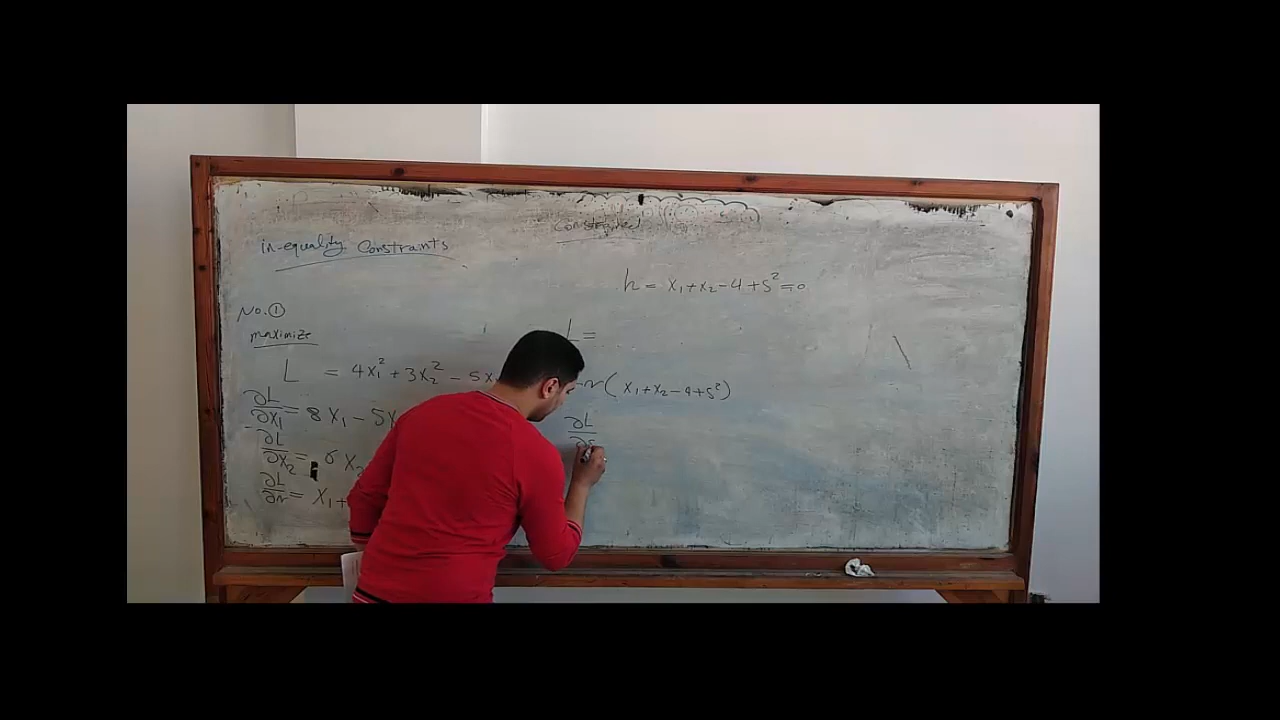 Constrained
in-equality Constraints
h = x₁+x₂-4+s²=0
No.①
maximize
L =
L = 4x₁²+3x₂²-5x
v(x₁+x₂-4+s²)
∂L/∂x₁ = 8x₁-5x
∂L/∂s
∂L/∂x₂ = 6x₂
∂L/∂v = x₁+